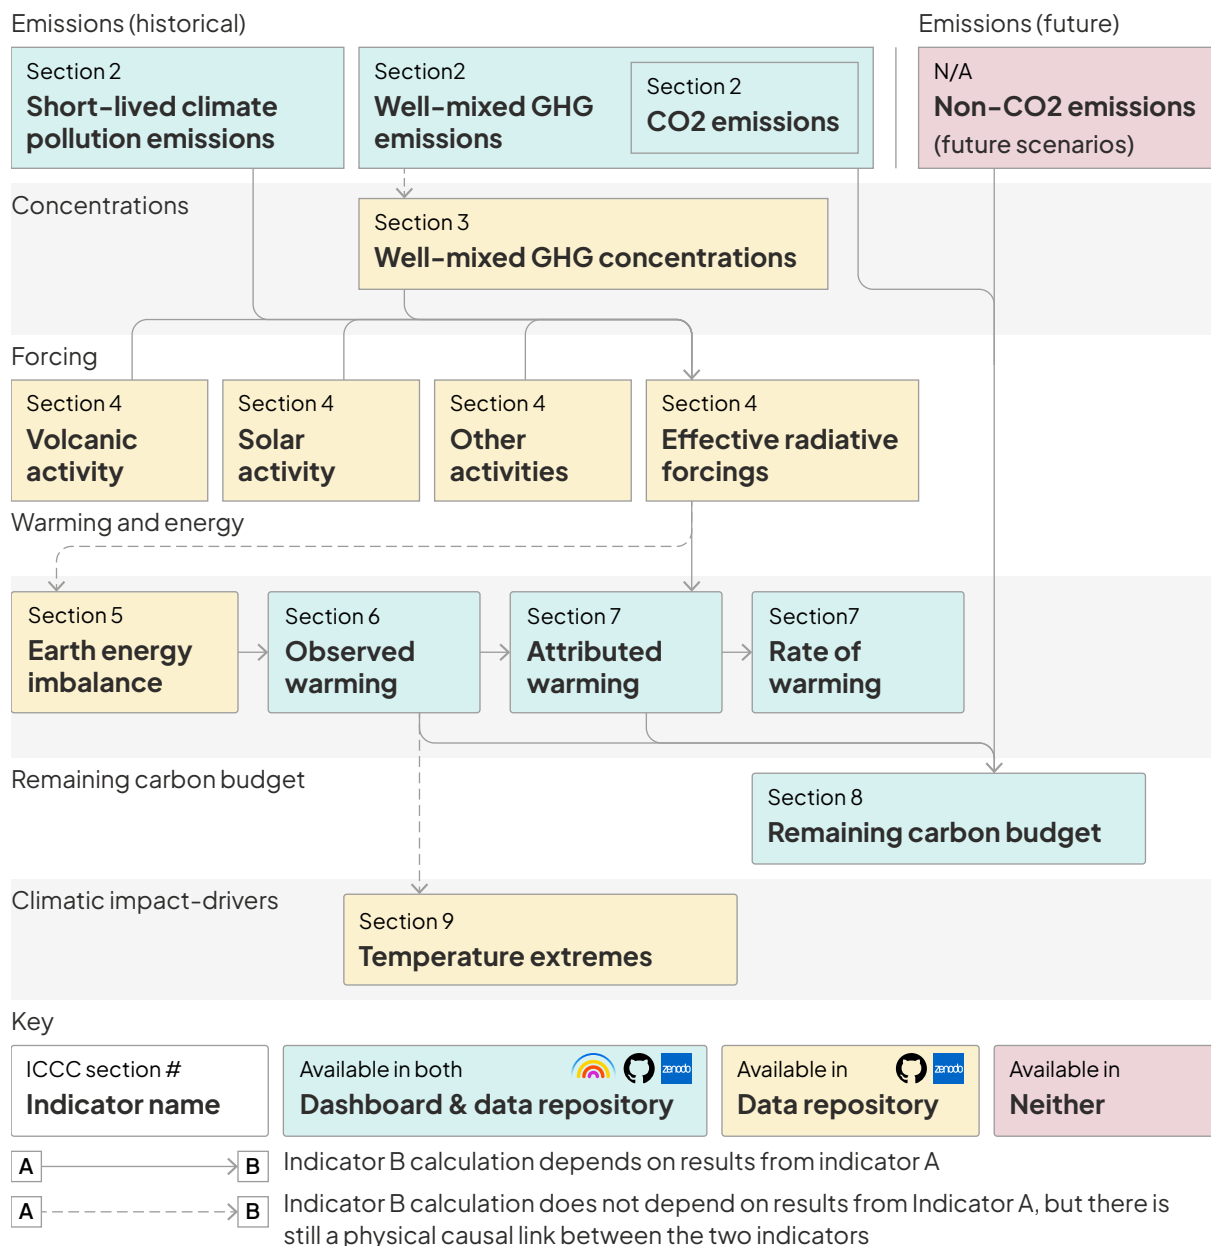 Emissions (historical)
Emissions (future)
Section 2
Short-lived climate
pollution emissions
Section2
Well-mixed GHG
emissions
Section 2
CO2 emissions
N/A
Non-CO2 emissions
(future scenarios)
Concentrations
Section 3
Well-mixed GHG concentrations
Forcing
Section 4
Volcanic
activity
Section 4
Solar
activity
Section 4
Other
activities
Section 4
Effective radiative
forcings
Warming and energy
Section 5
Earth energy
imbalance
Section 6
Observed
warming
Section 7
Attributed
warming
Section7
Rate of
warming
Remaining carbon budget
Section 8
Remaining carbon budget
Climatic impact-drivers
Section 9
Temperature extremes
Key
ICCC section #
Indicator name
Available in both
zenodo
Dashboard & data repository
Available in
zenodo
Data repository
Available in
Neither
A
B
Indicator B calculation depends on results from indicator A
A
B
Indicator B calculation does not depend on results from Indicator A, but there is
still a physical causal link between the two indicators